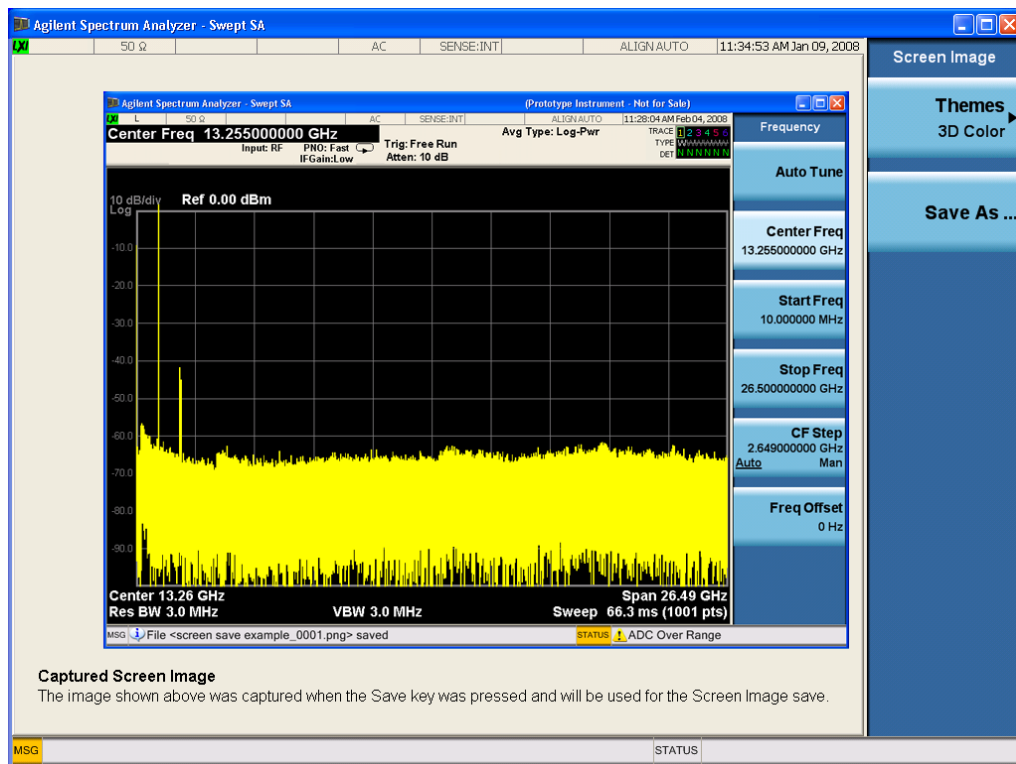 Agilent Spectrum Analyzer - Swept SA
LXI 50 Ω AC SENSE:INT ALIGN AUTO 11:34:53 AM Jan 09, 2008
Screen Image
Themes
3D Color
Save As ...
Agilent Spectrum Analyzer - Swept SA (Prototype Instrument - Not for Sale)
LXI L 50 Ω AC SENSE:INT ALIGNAUTO 11:28:04 AM Feb 04, 2008
Center Freq 13.255000000 GHz
Input: RF
PNO: Fast
IFGain:Low
Trig: Free Run
Atten: 10 dB
Avg Type: Log-Pwr
TRACE 1 2 3 4 5 6
TYPE WWWWWWW
DET N N N N N N
10 dB/div Ref 0.00 dBm
Log
-10.0
-20.0
-30.0
-40.0
-50.0
-60.0
-70.0
-80.0
-90.0
Center 13.26 GHz Span 26.49 GHz
Res BW 3.0 MHz VBW 3.0 MHz Sweep 66.3 ms (1001 pts)
Frequency
Auto Tune
Center Freq
13.255000000 GHz
Start Freq
10.000000 MHz
Stop Freq
26.500000000 GHz
CF Step
2.649000000 GHz
Auto Man
Freq Offset
0 Hz
MSG File <screen save example_0001.png> saved STATUS ADC Over Range
Captured Screen Image
The image shown above was captured when the Save key was pressed and will be used for the Screen Image save.
MSG STATUS